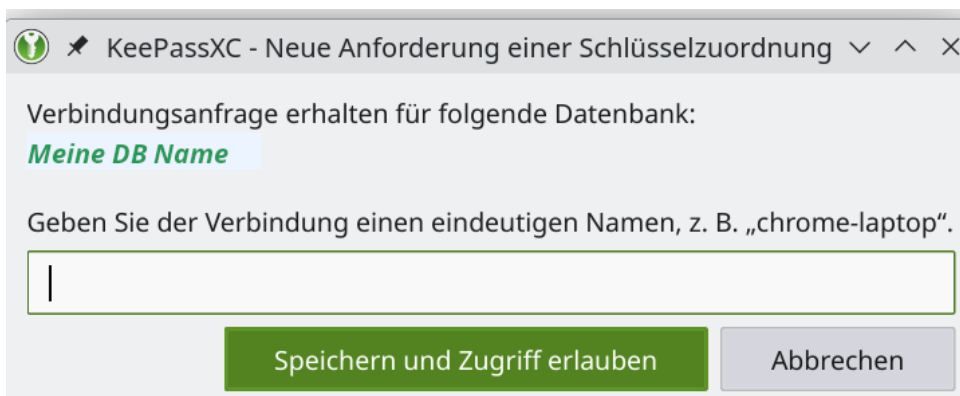 KeePassXC - Neue Anforderung einer Schlüsselzuordnung
Verbindungsanfrage erhalten für folgende Datenbank:
Meine DB Name
Geben Sie der Verbindung einen eindeutigen Namen, z. B. „chrome-laptop“.
Speichern und Zugriff erlauben
Abbrechen